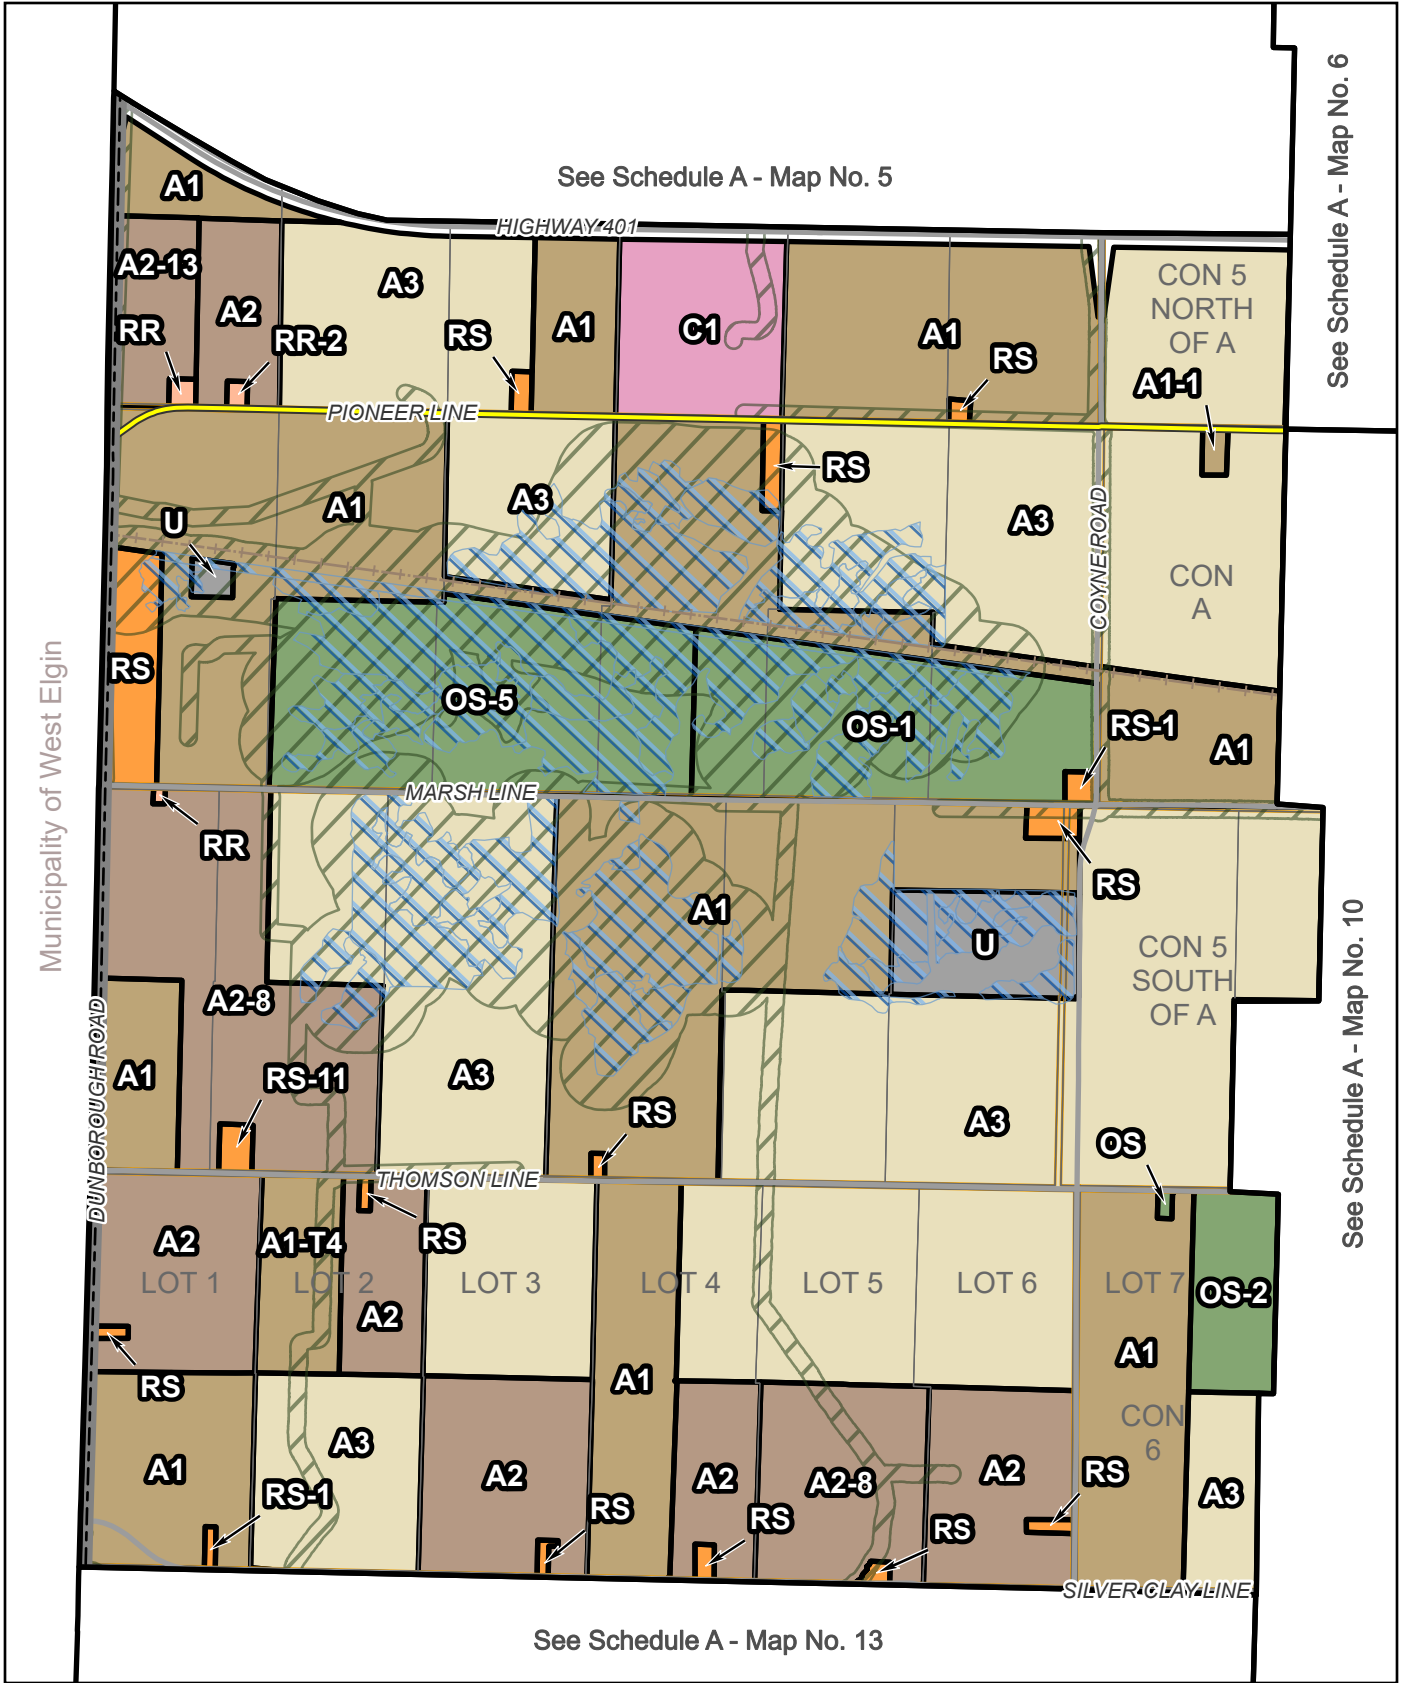 See Schedule A - Map No. 6
See Schedule A - Map No. 5
A1
HIGHWAY 401
A2-13
A3
CON 5
NORTH
OF A
RR
A2
RR-2
RS
A1
C1
A1
RS
A1-1
PIONEER LINE
RS
A3
A1
A3
U
COYNE ROAD
CON
A
RS
OS-5
OS-1
RS-1
A1
Municipality of West Elgin
MARSH LINE
RR
RS
A1
U
CON 5
SOUTH
OF A
See Schedule A - Map No. 10
A2-8
DUNBOROUGH ROAD
A1
RS-11
A3
RS
A3
OS
THOMSON LINE
A2
A1-T4
RS
LOT 1
LOT 2
LOT 3
LOT 4
LOT 5
LOT 6
LOT 7
OS-2
A2
RS
A1
A1
CON
6
A1
A3
RS-1
A2
RS
A2
RS
A2-8
RS
A2
RS
A3
SILVER CLAY LINE
See Schedule A - Map No. 13